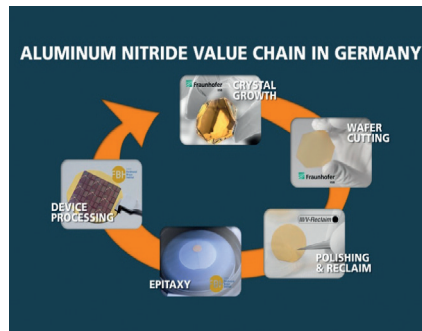 ALUMINUM NITRIDE VALUE CHAIN IN GERMANY
Fraunhofer
CRYSTAL
GROWTH
WAFER
CUTTING
Fraunhofer
III/V-Reclaim
POLISHING
& RECLAIM
EPITAXY
FBH
DEVICE
PROCESSING